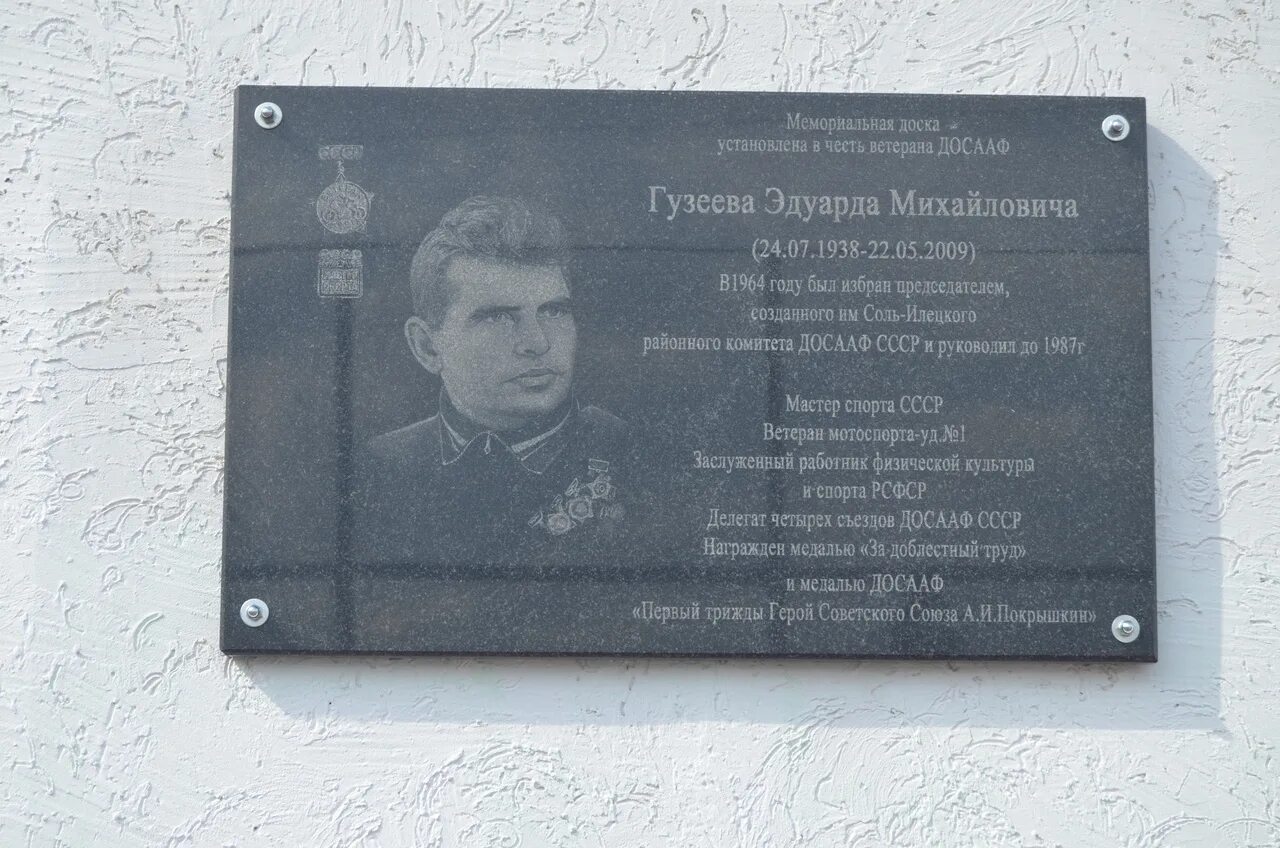 СССР
Мемориальная доска
установлена в честь ветерана ДОСААФ
Гузеева Эдуарда Михайловича
(24.07.1938-22.05.2009)
В1964 году был избран председателем,
созданного им Соль-Илецкого
районного комитета ДОСААФ СССР и руководил до 1987г
Мастер спорта СССР
Ветеран мотоспорта-уд.№1
Заслуженный работник физической культуры
и спорта РСФСР
Делегат четырех съездов ДОСААФ СССР
Награжден медалью «За доблестный труд»
и медалью ДОСААФ
«Первый трижды Герой Советского Союза А.И.Покрышкин»